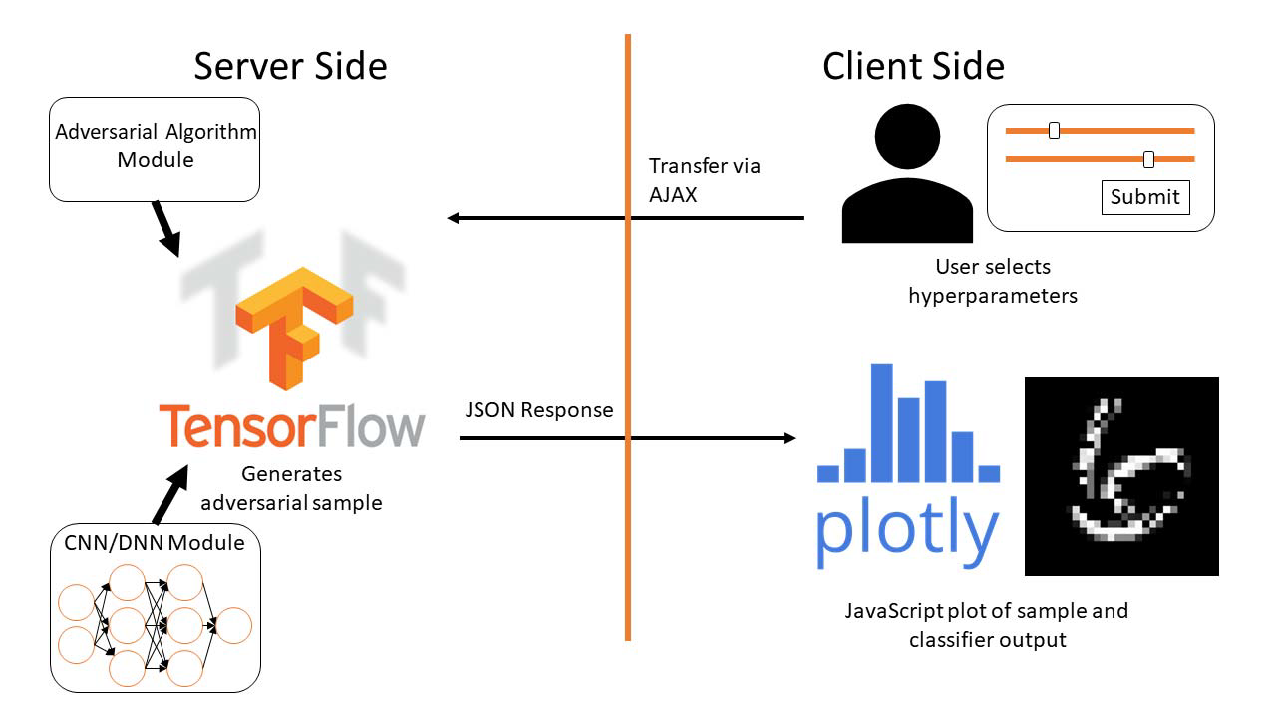 Server Side
Adversarial Algorithm
Module
TensorFlow
Generates
adversarial sample
CNN/DNN Module
Transfer via
AJAX
JSON Response
Client Side
Submit
User selects
hyperparameters
plotly
JavaScript plot of sample and
classifier output